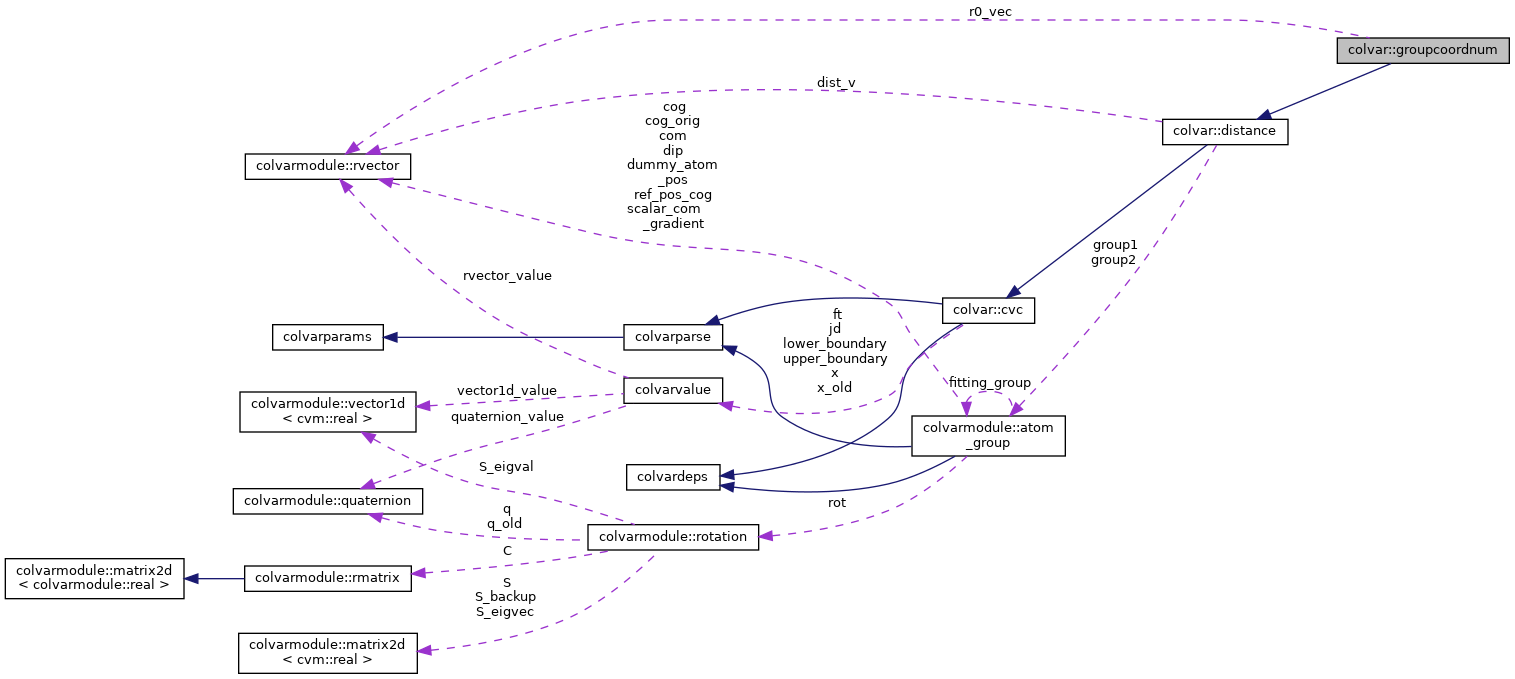 r0_vec
colvar::groupcoordnum
dist_v
cog
cog_orig
com
dip
dummy_atom
_pos
ref_pos_cog
scalar_com
_gradient
colvar::distance
colvarmodule::rvector
group1
group2
rvector_value
colvar::cvc
ft
jd
lower_boundary
upper_boundary
x
x_old
colvarparams
colvarparse
fitting_group
vector1d_value
colvarvalue
colvarmodule::vector1d
< cvm::real >
quaternion_value
colvarmodule::atom
_group
S_eigval
colvardeps
colvarmodule::quaternion
rot
q
q_old
colvarmodule::rotation
C
colvarmodule::matrix2d
< colvarmodule::real >
colvarmodule::rmatrix
S
S_backup
S_eigvec
colvarmodule::matrix2d
< cvm::real >